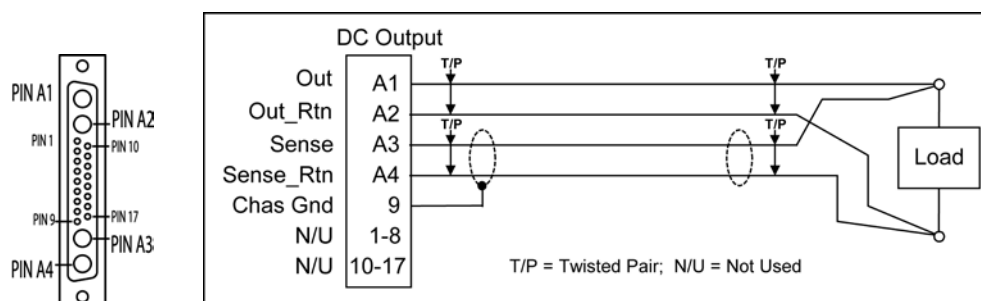 PIN A1
PIN A2
PIN 1
PIN 10
PIN 9
PIN 17
PIN A3
PIN A4
DC Output
T/P
T/P
Out
A1
Out_Rtn
A2
T/P
T/P
Sense
A3
Sense_Rtn
A4
Chas Gnd
9
N/U
1-8
N/U
10-17
Load
T/P = Twisted Pair; N/U = Not Used